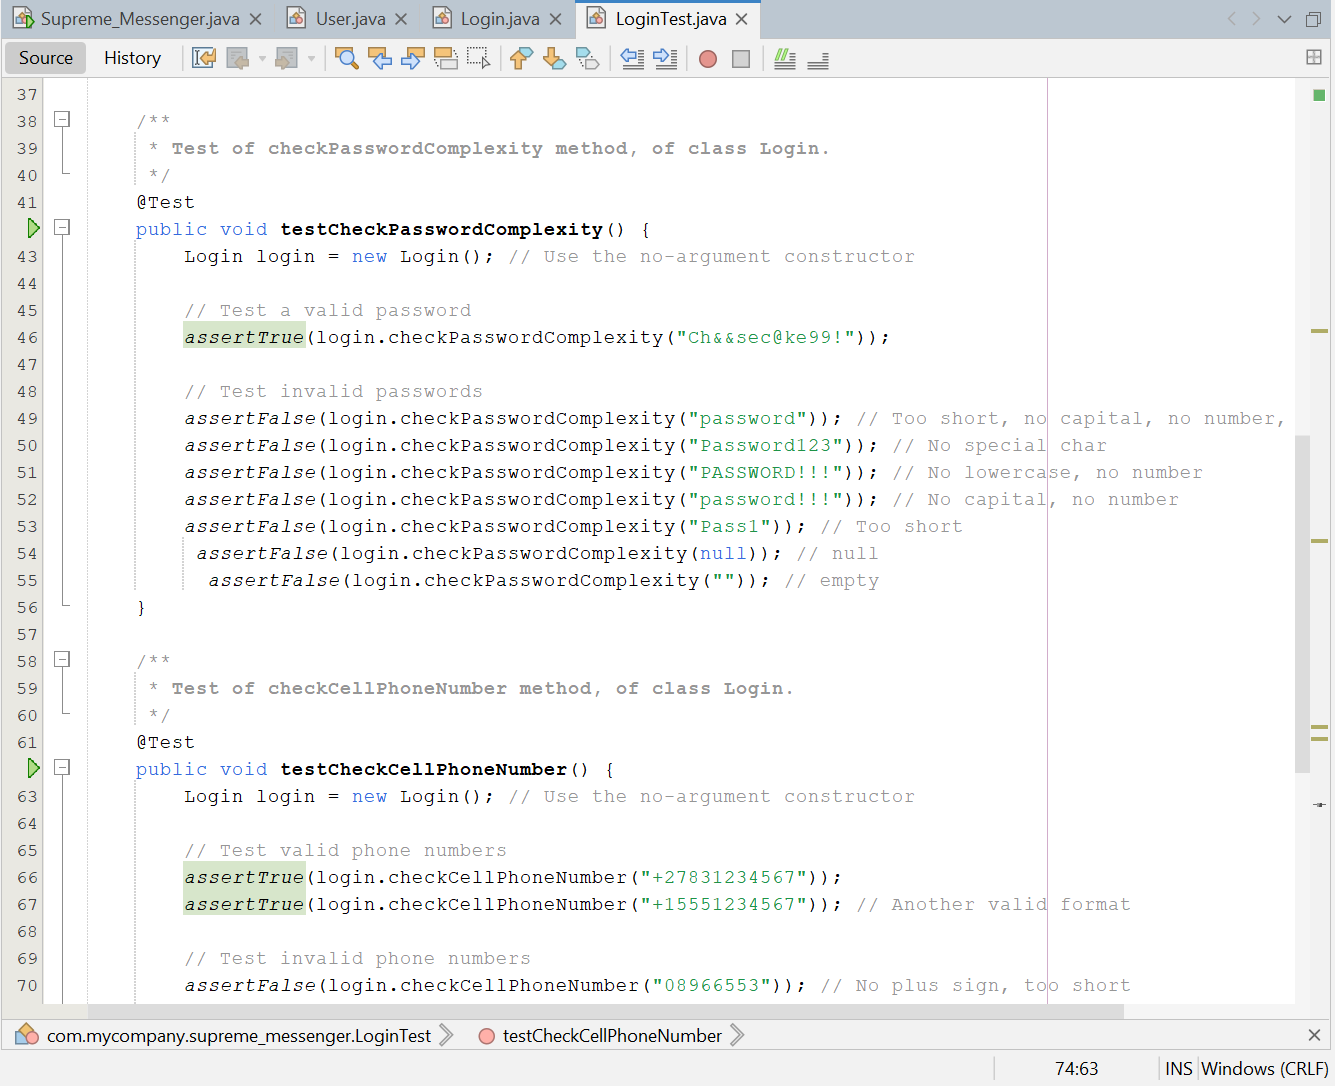 Supreme_Messenger.java User.java Login.java LoginTest.java
Source History
37
38 /**
39 * Test of checkPasswordComplexity method, of class Login.
40 */
41 @Test
public void testCheckPasswordComplexity() {
43 Login login = new Login(); // Use the no-argument constructor
44
45 // Test a valid password
46 assertTrue(login.checkPasswordComplexity("Ch&&sec@ke99!"));
47
48 // Test invalid passwords
49 assertFalse(login.checkPasswordComplexity("password")); // Too short, no capital, no number,
50 assertFalse(login.checkPasswordComplexity("Password123")); // No special char
51 assertFalse(login.checkPasswordComplexity("PASSWORD!!!")); // No lowercase, no number
52 assertFalse(login.checkPasswordComplexity("password!!!")); // No capital, no number
53 assertFalse(login.checkPasswordComplexity("Pass1")); // Too short
54 assertFalse(login.checkPasswordComplexity(null)); // null
55 assertFalse(login.checkPasswordComplexity("")); // empty
56 }
57
58 /**
59 * Test of checkCellPhoneNumber method, of class Login.
60 */
61 @Test
public void testCheckCellPhoneNumber() {
63 Login login = new Login(); // Use the no-argument constructor
64
65 // Test valid phone numbers
66 assertTrue(login.checkCellPhoneNumber("+27831234567"));
67 assertTrue(login.checkCellPhoneNumber("+15551234567")); // Another valid format
68
69 // Test invalid phone numbers
70 assertFalse(login.checkCellPhoneNumber("08966553")); // No plus sign, too short
com.mycompany.supreme_messenger.LoginTest testCheckCellPhoneNumber
74:63 INS Windows (CRLF)